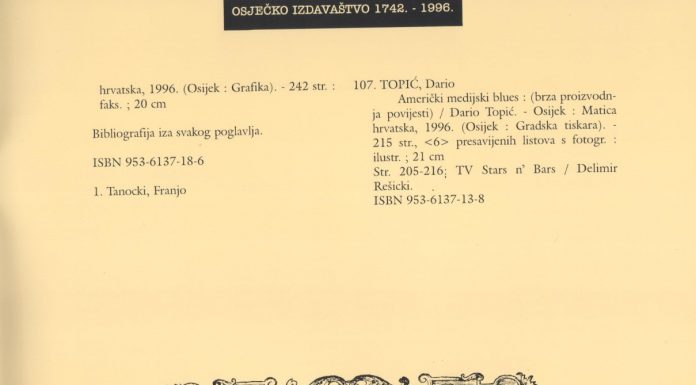 OSJEČKO IZDAVAŠTVO 1742. - 1996.
hrvatska, 1996. (Osijek : Grafika). - 242 str. :
faks. ; 20 cm
Bibliografija iza svakog poglavlja.
ISBN 953-6137-18-6
1. Tanocki, Franjo
107. TOPIĆ, Dario
Američki medijski blues : (brza proizvodn-
ja povijesti) / Dario Topić. - Osijek : Matica
hrvatska, 1996. (Osijek : Gradska tiskara). -
215 str., <6> presavijenih listova s fotogr. :
ilustr. ; 21 cm
Str. 205-216; TV Stars n' Bars / Delimir
Rešicki.
ISBN 953-6137-13-8